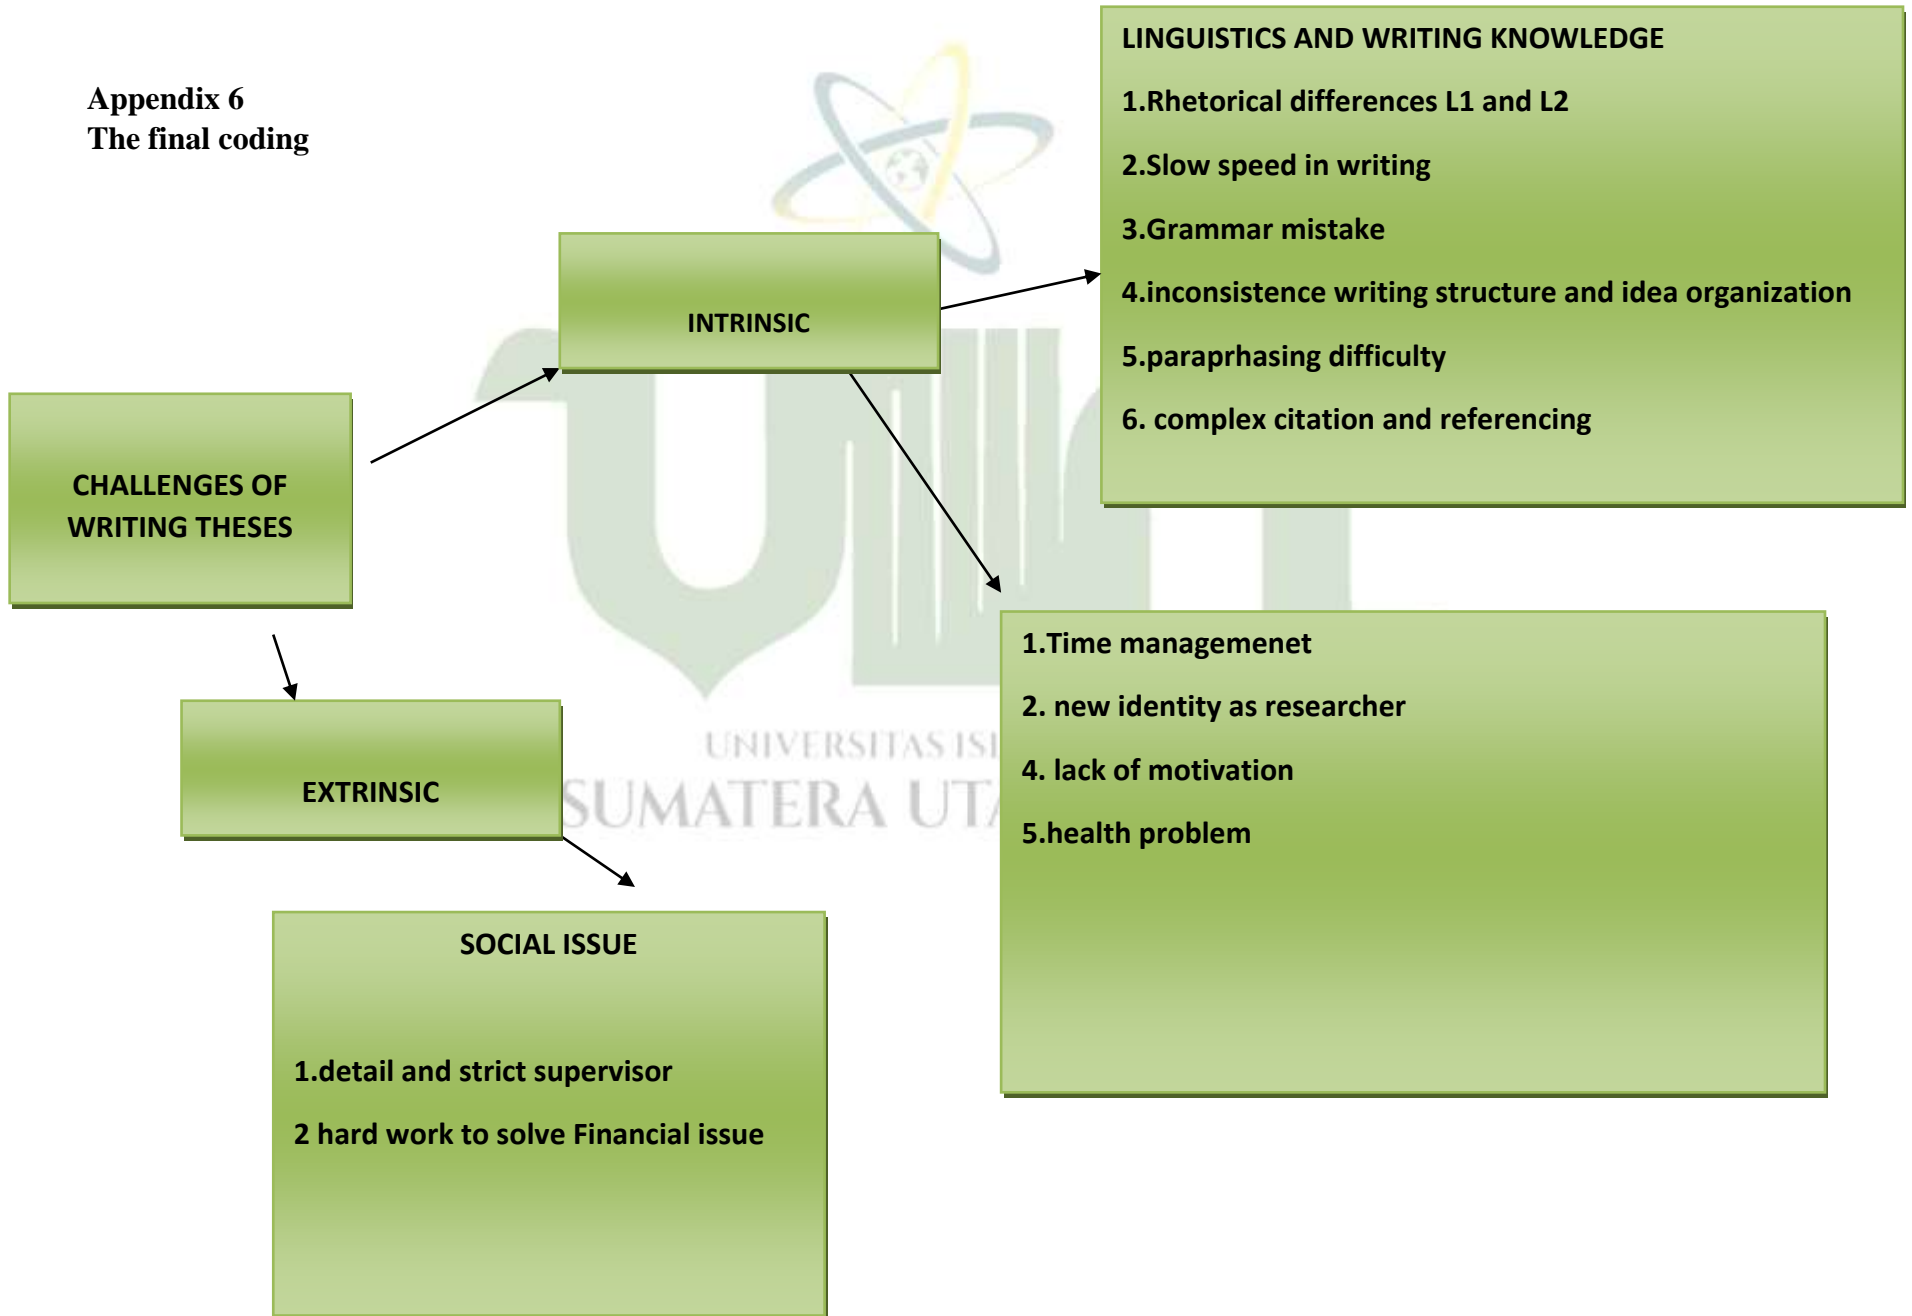 Appendix 6
The final coding
CHALLENGES OF
WRITING THESES
INTRINSIC
LINGUISTICS AND WRITING KNOWLEDGE
1.Rhetorical differences L1 and L2
2.Slow speed in writing
3.Grammar mistake
4.inconsistence writing structure and idea organization
5.paraprhasing difficulty
6. complex citation and referencing
1.Time managemenet
2. new identity as researcher
4. lack of motivation
5.health problem
EXTRINSIC
SOCIAL ISSUE
1.detail and strict supervisor
2 hard work to solve Financial issue
UNIVERSITAS
SUMATERA